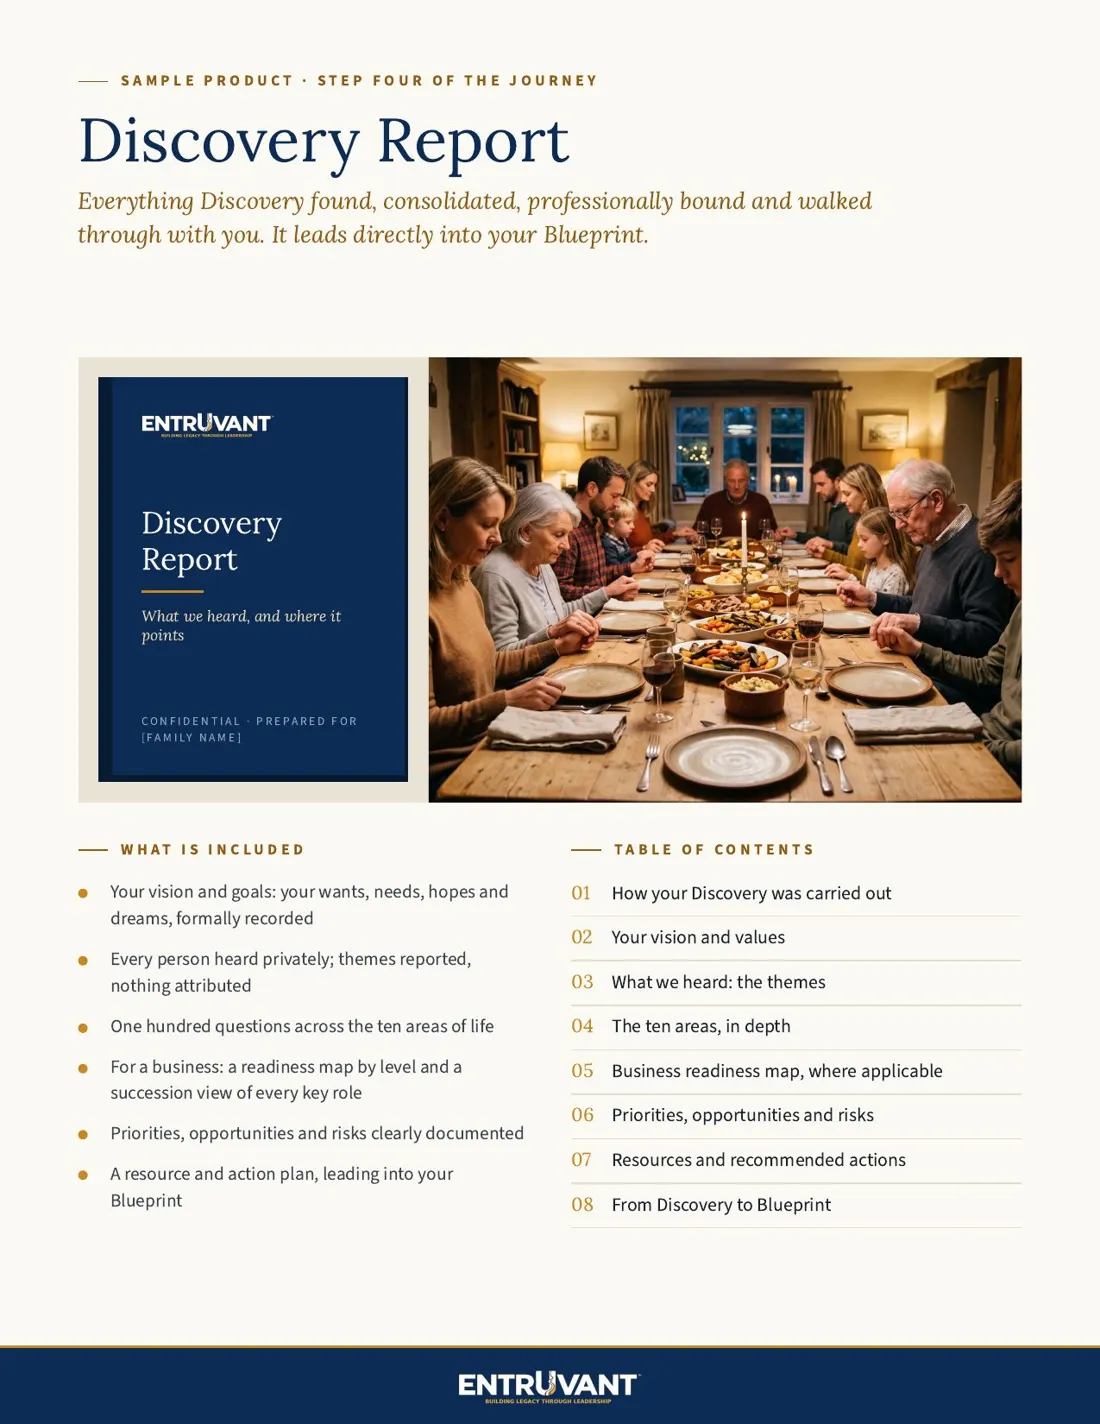 SAMPLE PRODUCT · STEP FOUR OF THE JOURNEY
Discovery Report
Everything Discovery found, consolidated, professionally bound and walked
through with you. It leads directly into your Blueprint.
ENTRUVANT
BUILDING LEGACY THROUGH LEADERSHIP
Discovery
Report
What we heard, and where it
points
CONFIDENTIAL · PREPARED FOR
[FAMILY NAME]
WHAT IS INCLUDED
Your vision and goals: your wants, needs, hopes and
dreams, formally recorded
Every person heard privately; themes reported,
nothing attributed
One hundred questions across the ten areas of life
For a business: a readiness map by level and a
succession view of every key role
Priorities, opportunities and risks clearly documented
A resource and action plan, leading into your
Blueprint
TABLE OF CONTENTS
01 How your Discovery was carried out
02 Your vision and values
03 What we heard: the themes
04 The ten areas, in depth
05 Business readiness map, where applicable
06 Priorities, opportunities and risks
07 Resources and recommended actions
08 From Discovery to Blueprint
ENTRUVANT
BUILDING LEGACY THROUGH LEADERSHIP